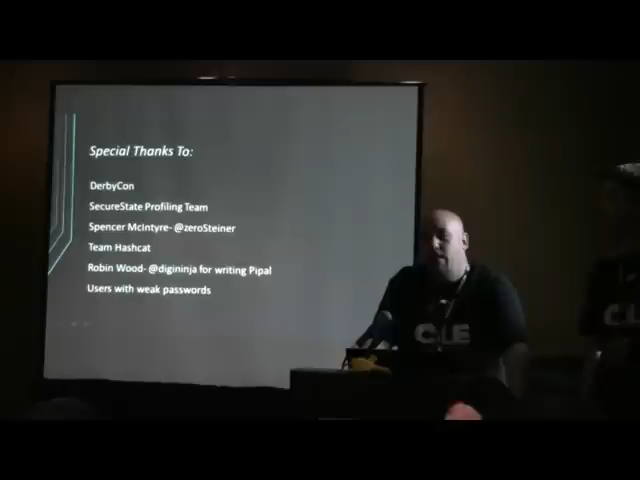 Special Thanks To:
DerbyCon
SecureState Profiling Team
Spencer McIntyre- @zeroSteiner
Team Hashcat
Robin Wood- @digininja for writing Pipal
Users with weak passwords
CLE